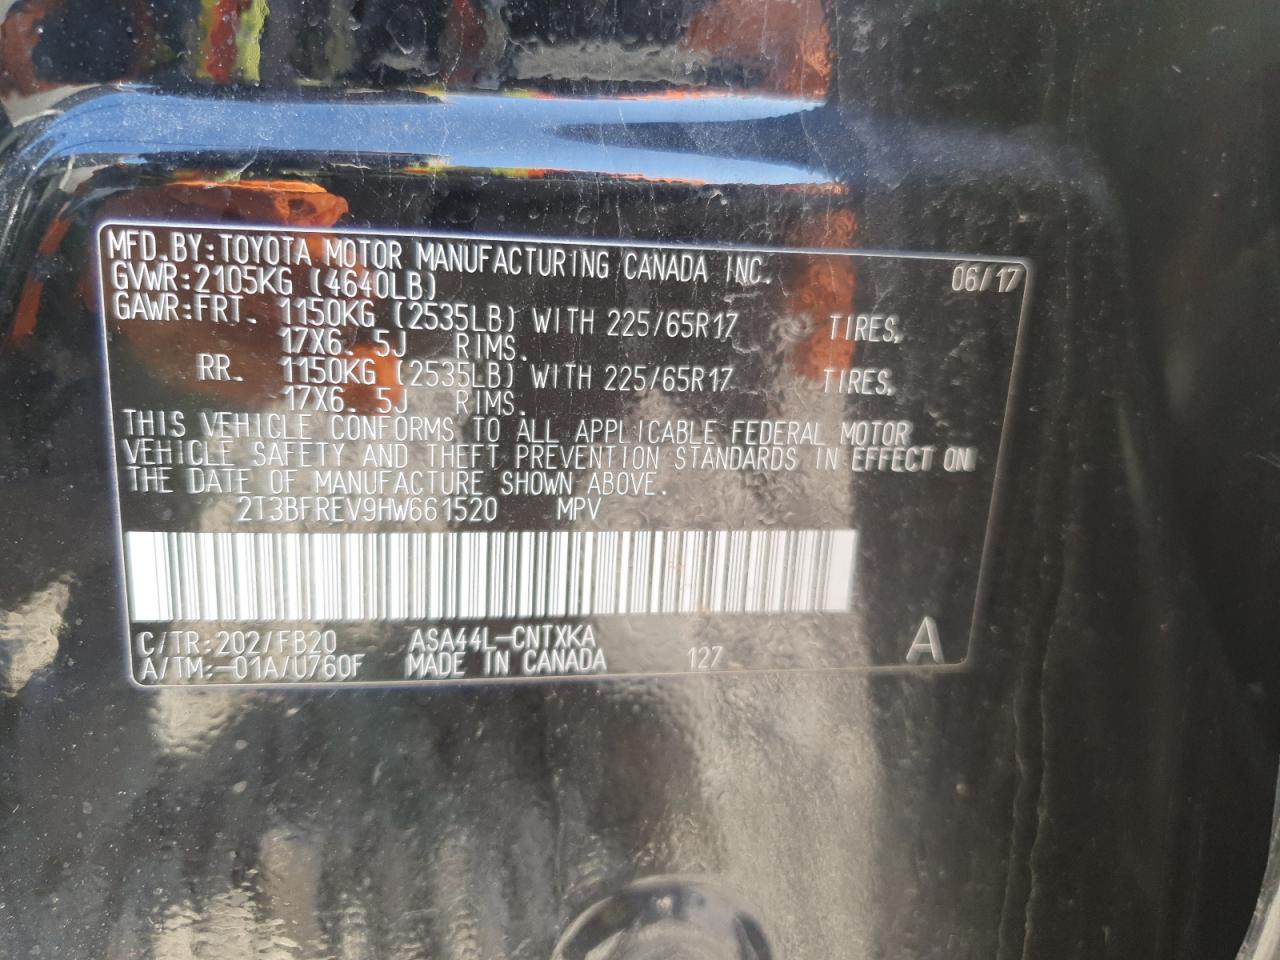 MFD.BY:TOYOTA MOTOR MANUFACTURING CANADA INC. 06/17
GVWR:2105KG (4640LB)
GAWR:FRT. 1150KG (2535LB) WITH 225/65R17 TIRES,
17X6.5J RIMS.
RR. 1150KG (2535LB) WITH 225/65R17 TIRES,
17X6.5J RIMS.
THIS VEHICLE CONFORMS TO ALL APPLICABLE FEDERAL MOTOR
VEHICLE SAFETY AND THEFT PREVENTION STANDARDS IN EFFECT ON
THE DATE OF MANUFACTURE SHOWN ABOVE.
2T3BFREV9HW661520 MPV
C/TR:202/FB20 ASA44L-CNTXKA
A/TM:-01A/U760F MADE IN CANADA 127 A